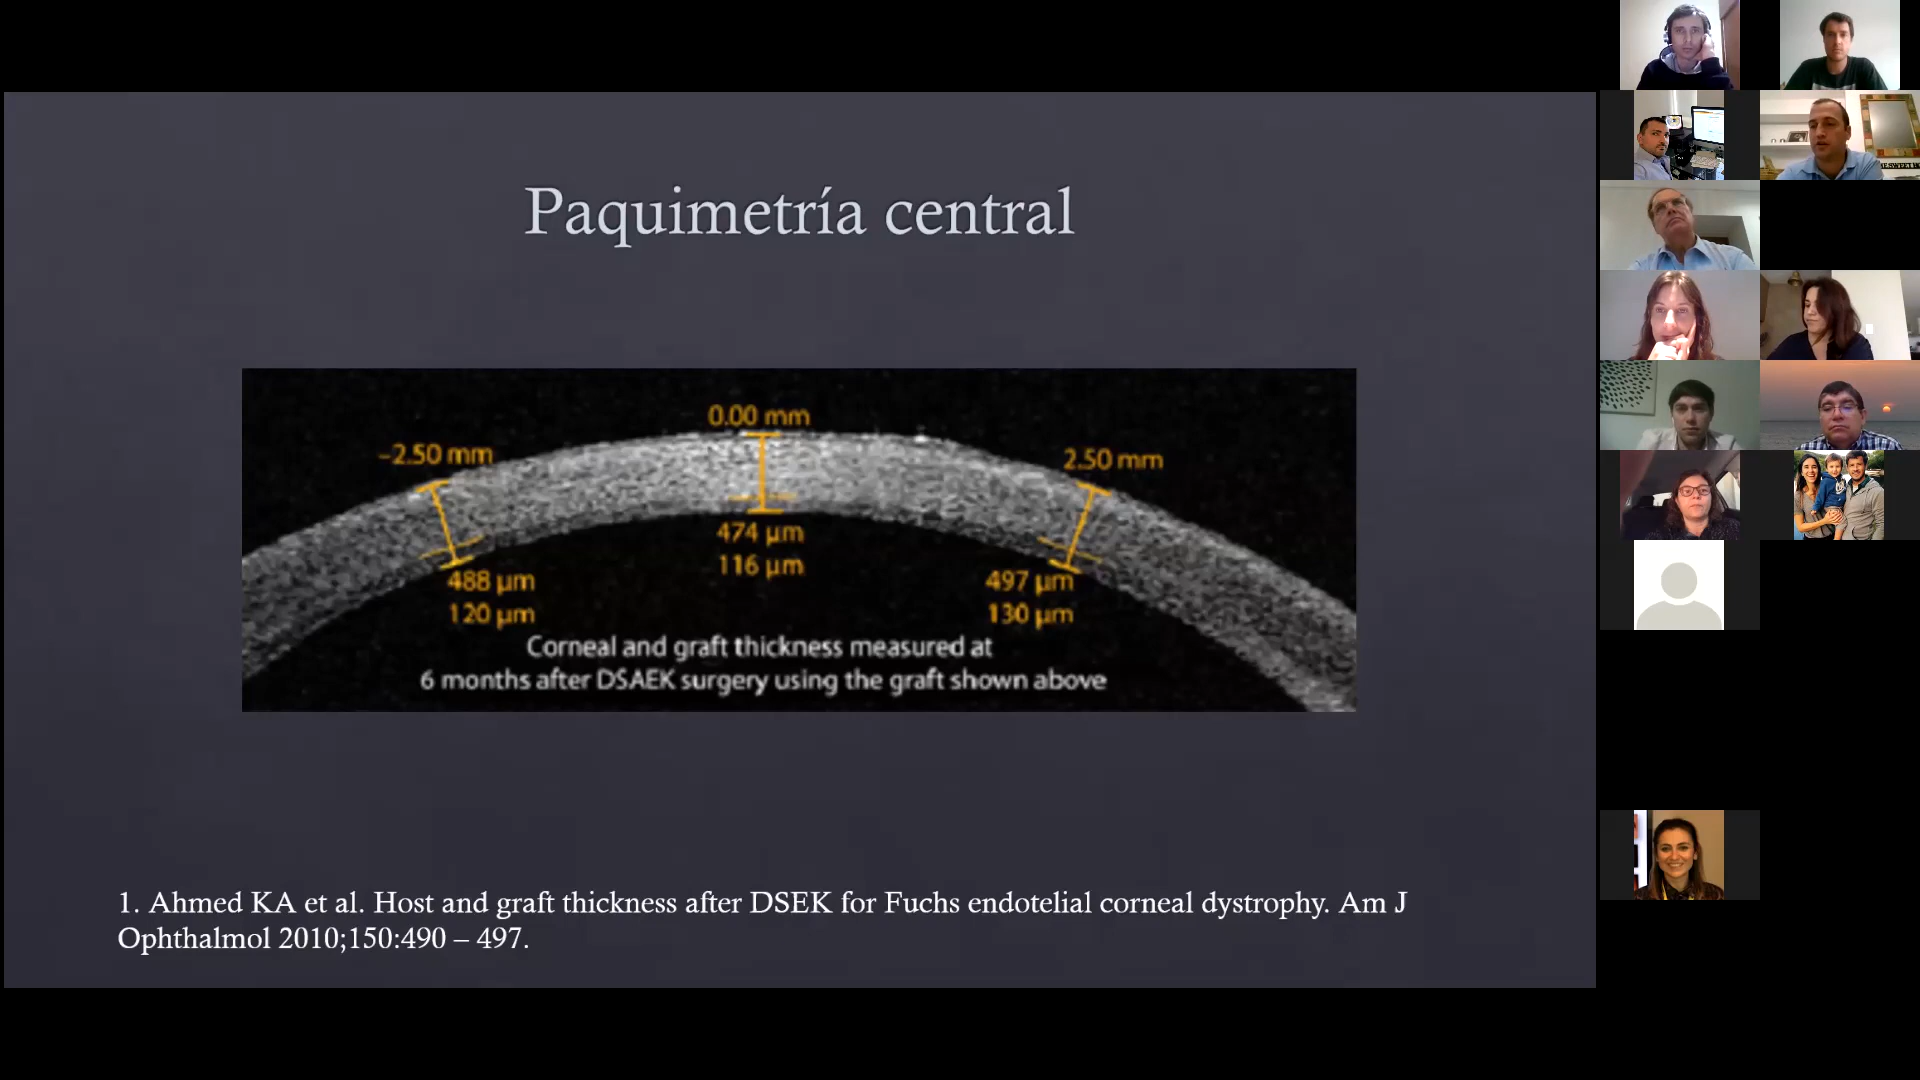 Paquimetría central
0.00 mm
-2.50 mm
2.50 mm
474 µm
116 µm
488 µm
120 µm
497 µm
130 µm
Corneal and graft thickness measured at
6 months after DSAEK surgery using the graft shown above
1. Ahmed KA et al. Host and graft thickness after DSEK for Fuchs endotelial corneal dystrophy. Am J
Ophthalmol 2010;150:490 – 497.